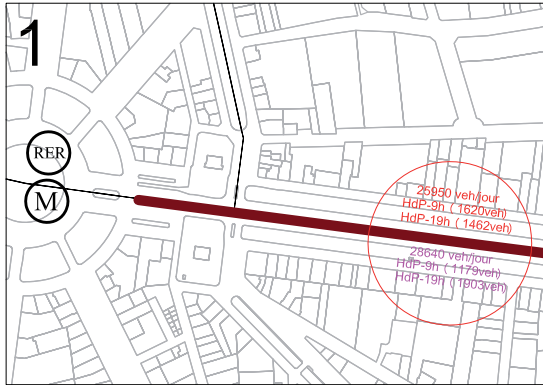 1
RER
M
25950 veh/jour
HdP-9h ( 1620veh)
HdP-19h ( 1462veh)
28640 veh/jour
HdP-9h ( 1179veh)
HdP-19h ( 1903veh)